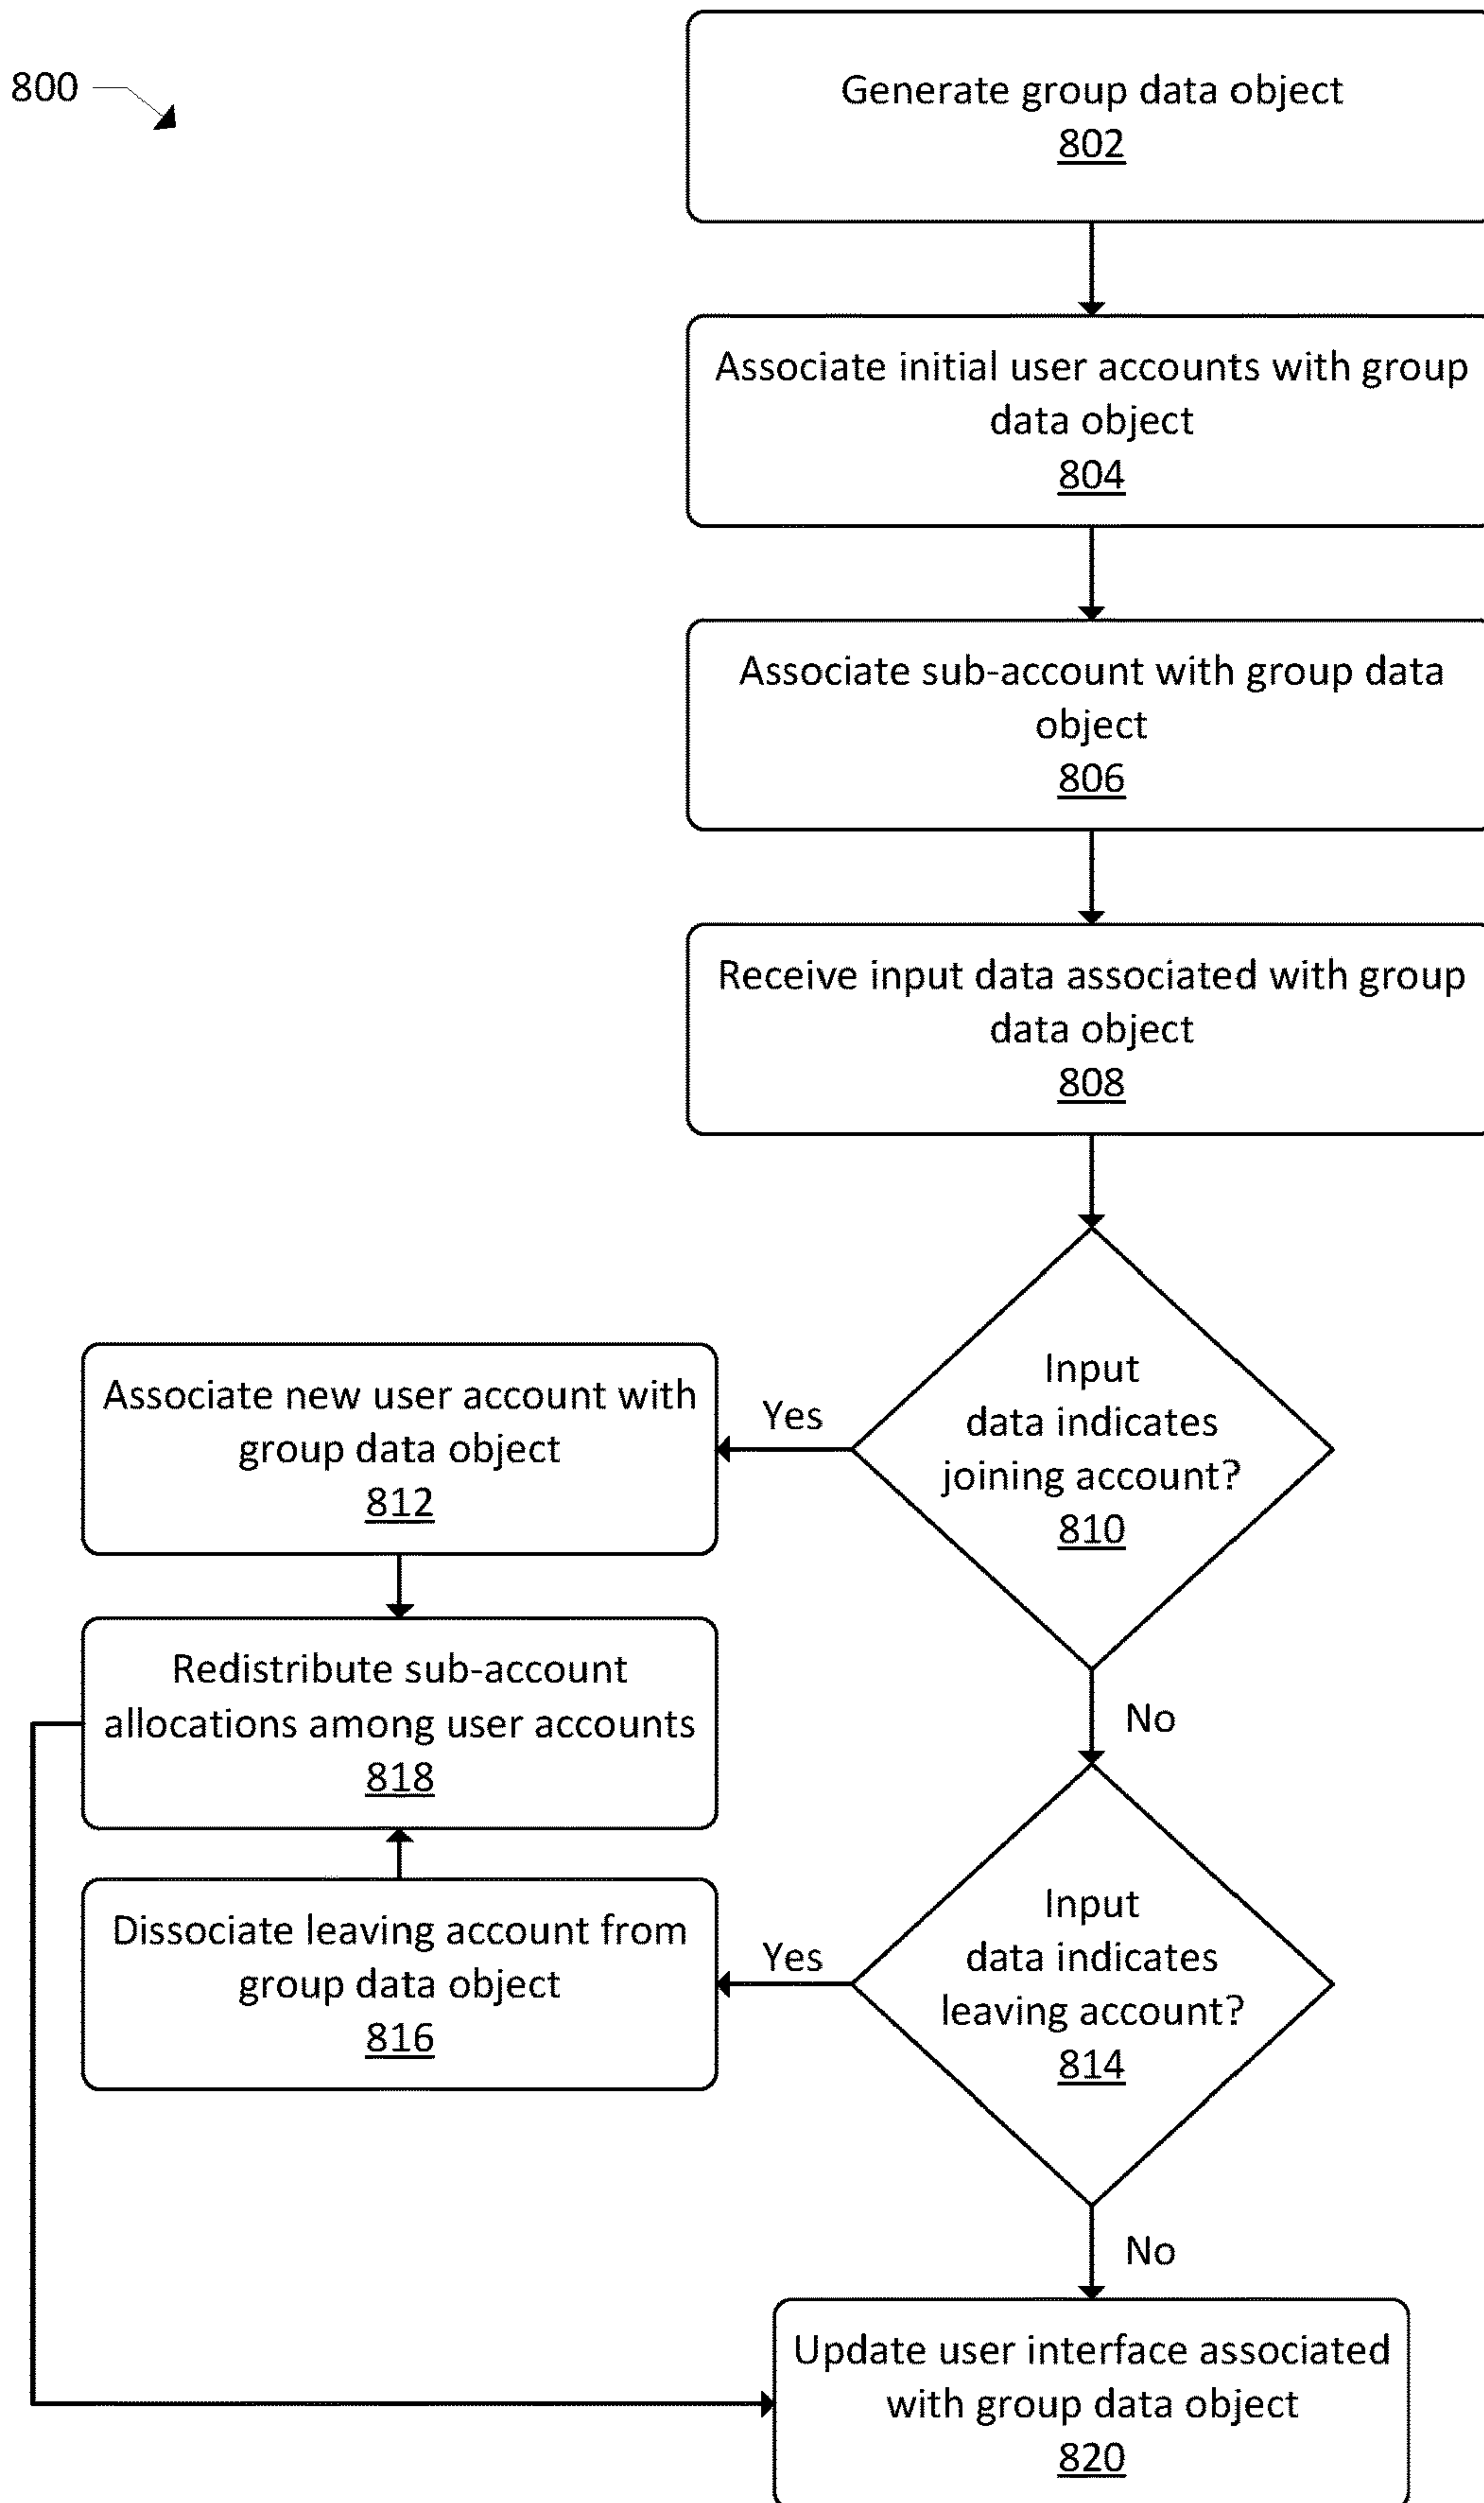 800
Generate group data object
802
Associate initial user accounts with group
data object
804
Associate sub-account with group data
object
806
Receive input data associated with group
data object
808
Input
data indicates
joining account?
810
Yes
Associate new user account with
group data object
812
No
Redistribute sub-account
allocations among user accounts
818
Input
data indicates
leaving account?
814
Yes
Dissociate leaving account from
group data object
816
No
Update user interface associated
with group data object
820